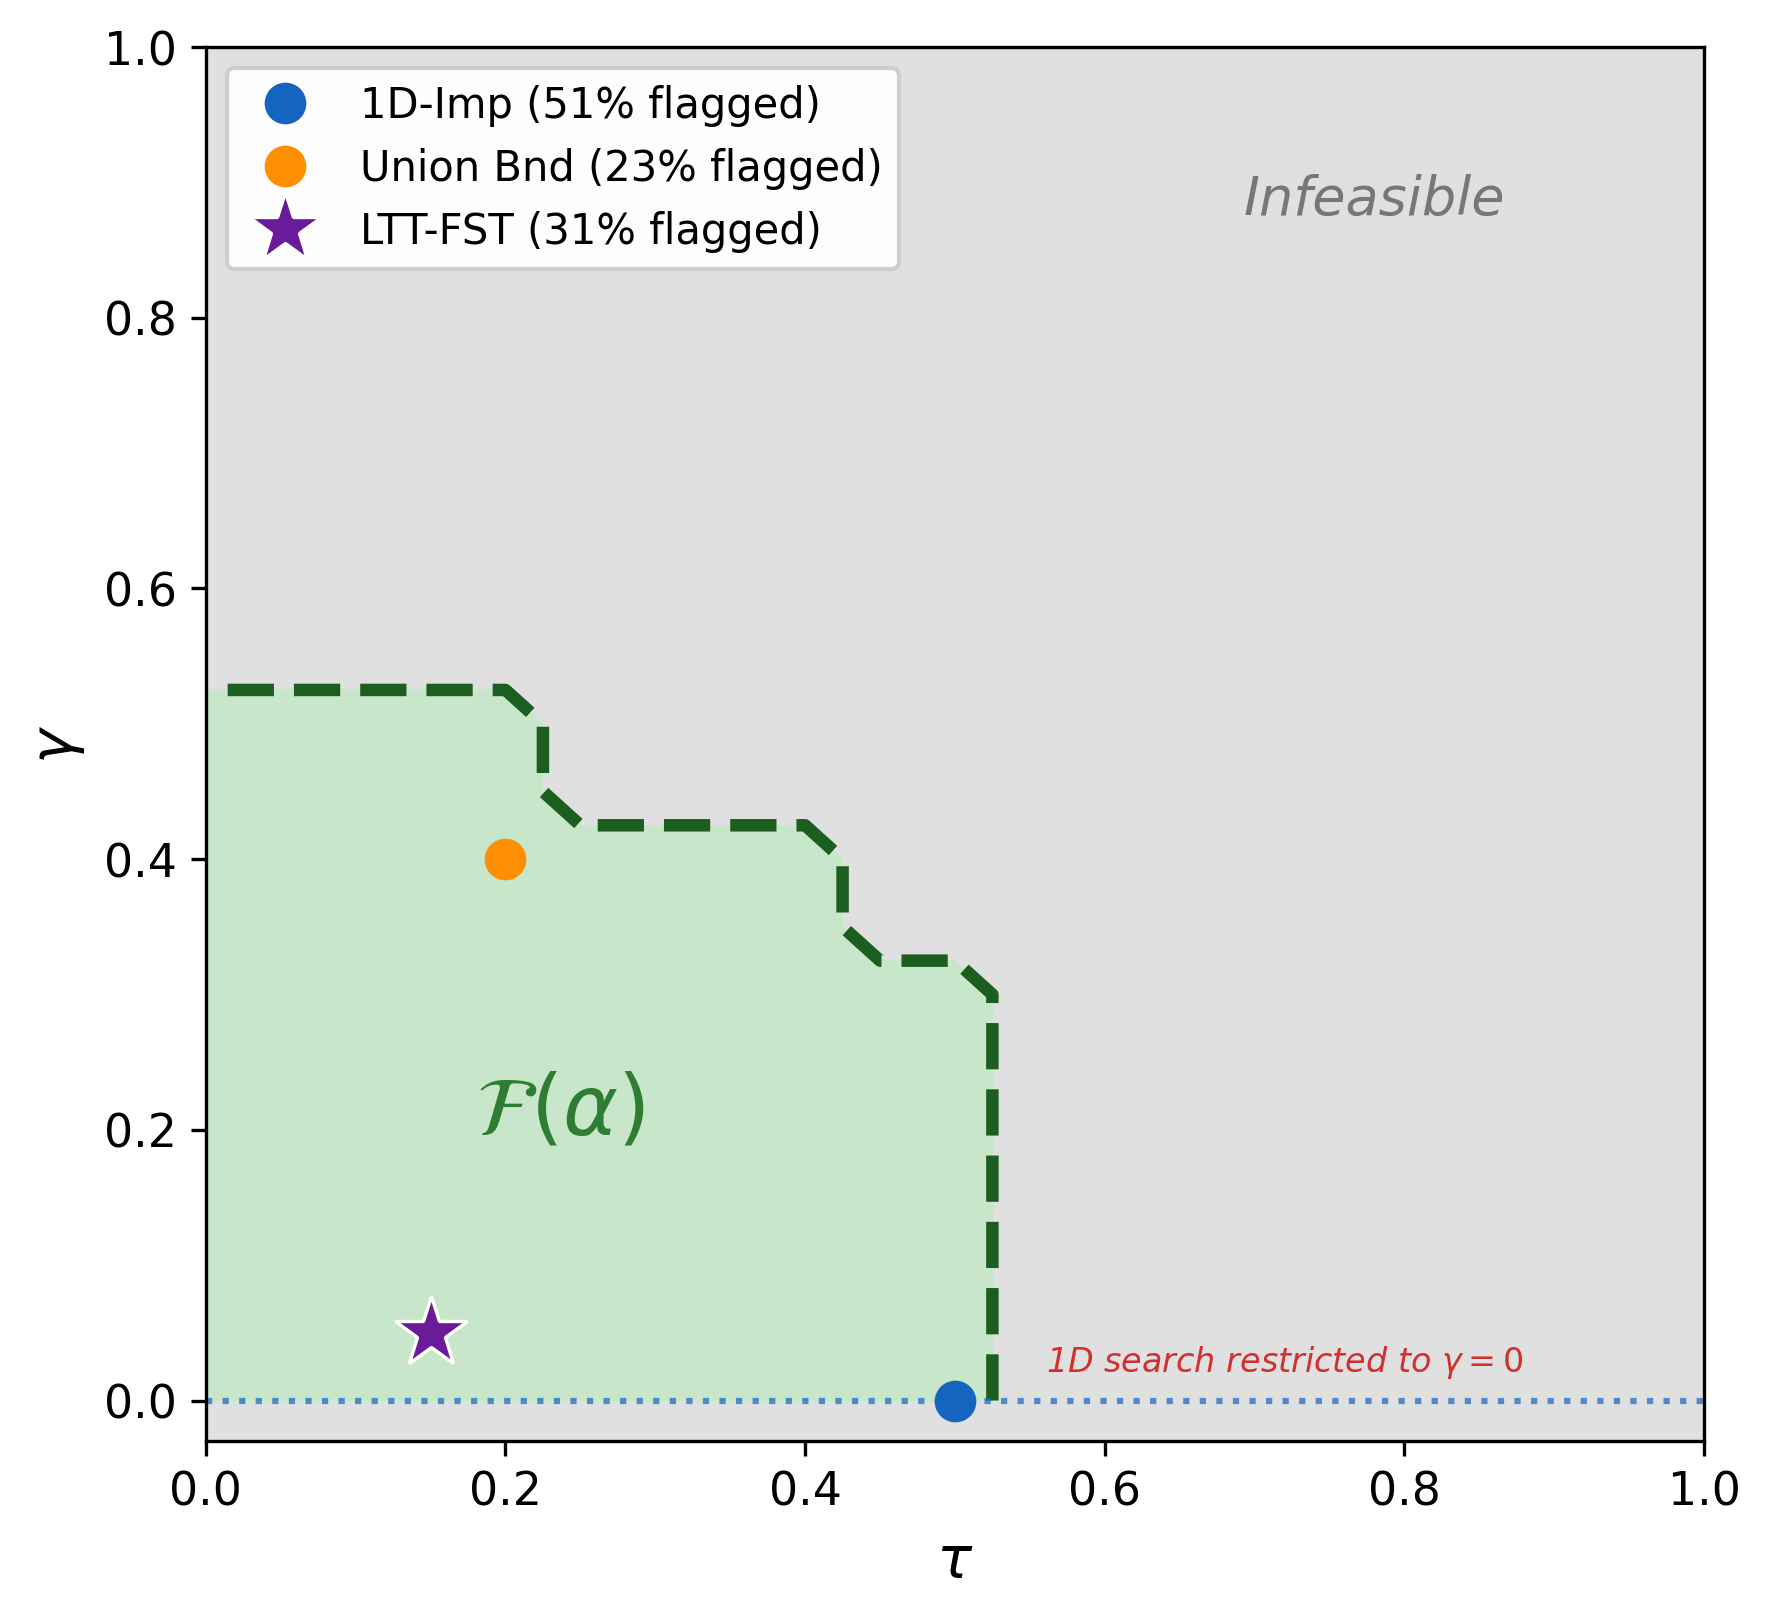 1.0
0.8
0.6
0.4
0.2
0.0
γ
1D-Imp (51% flagged)
Union Bnd (23% flagged)
LTT-FST (31% flagged)
Infeasible
ℱ(α)
1D search restricted to γ = 0
0.0 0.2 0.4 0.6 0.8 1.0
τ